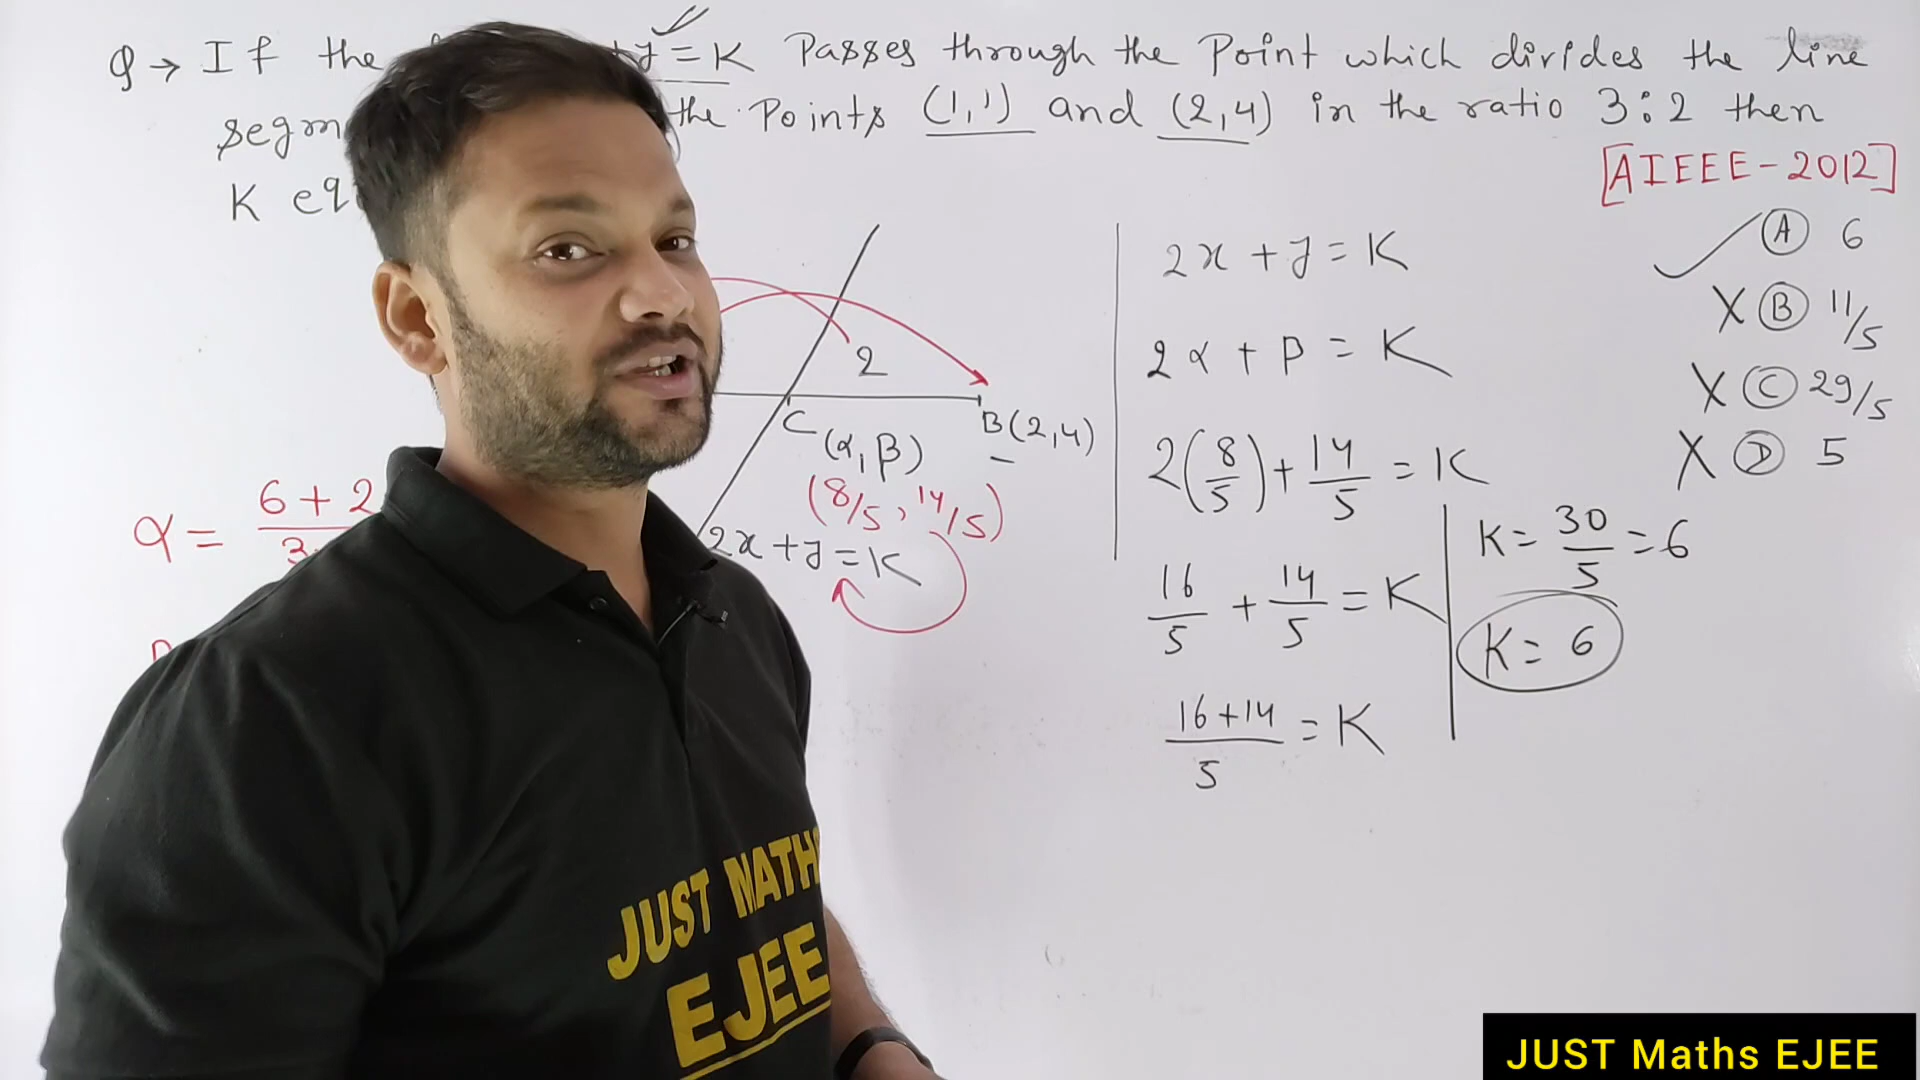 Q → If the y = K Passes through the Point which divides the line
the Points (1,1) and (2,4) in the ratio 3:2 then
K
[AIEEE-2012]
(A) 6
X (B) 11/5
X (C) 29/5
X (D) 5
2
C (α,β)
B(2,4)
(8/5, 14/5)
2x+y=K
α = 6+2
3
2x+y=K
2α+β=K
2(8/5)+14/5=K
16/5+14/5=K
16+14/5=K
K=30/5=6
K=6
JUST MATH
EJEE
JUST Maths EJEE